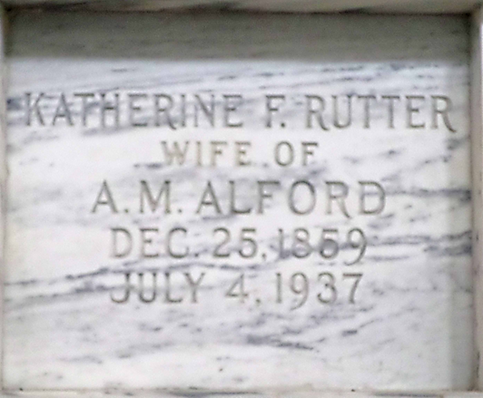 KATHERINE F. RUTTER
WIFE OF
A.M. ALFORD
DEC. 25, 1859
JULY 4, 1937